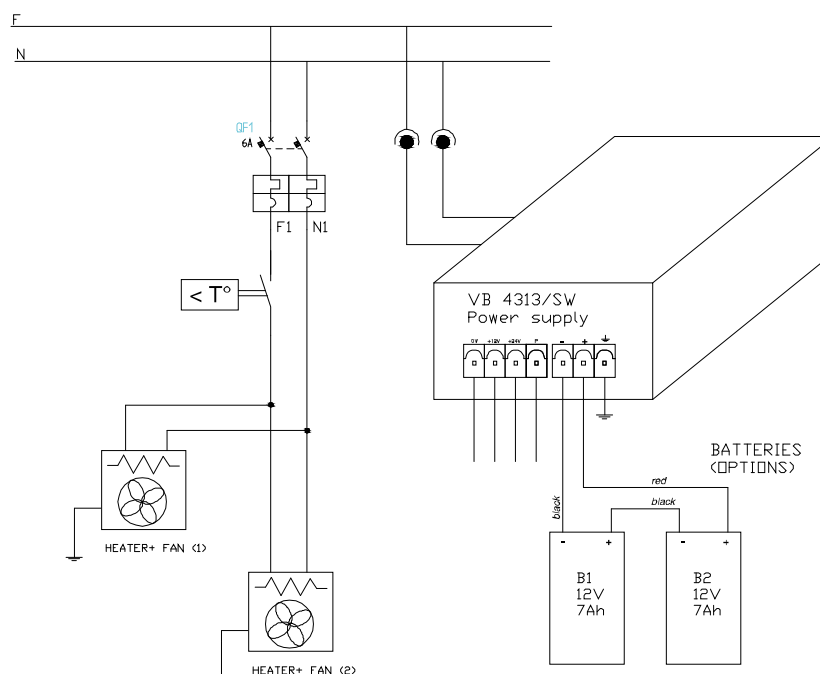 F
N
QF1
6A
F1 N1
< T°
VB 4313/SW
Power supply
0V +12V +24V P - + 
BATTERIES
(OPTIONS)
red
black
black
- + - +
B1
12V
7Ah
B2
12V
7Ah
HEATER+ FAN (1)
HEATER+ FAN (2)